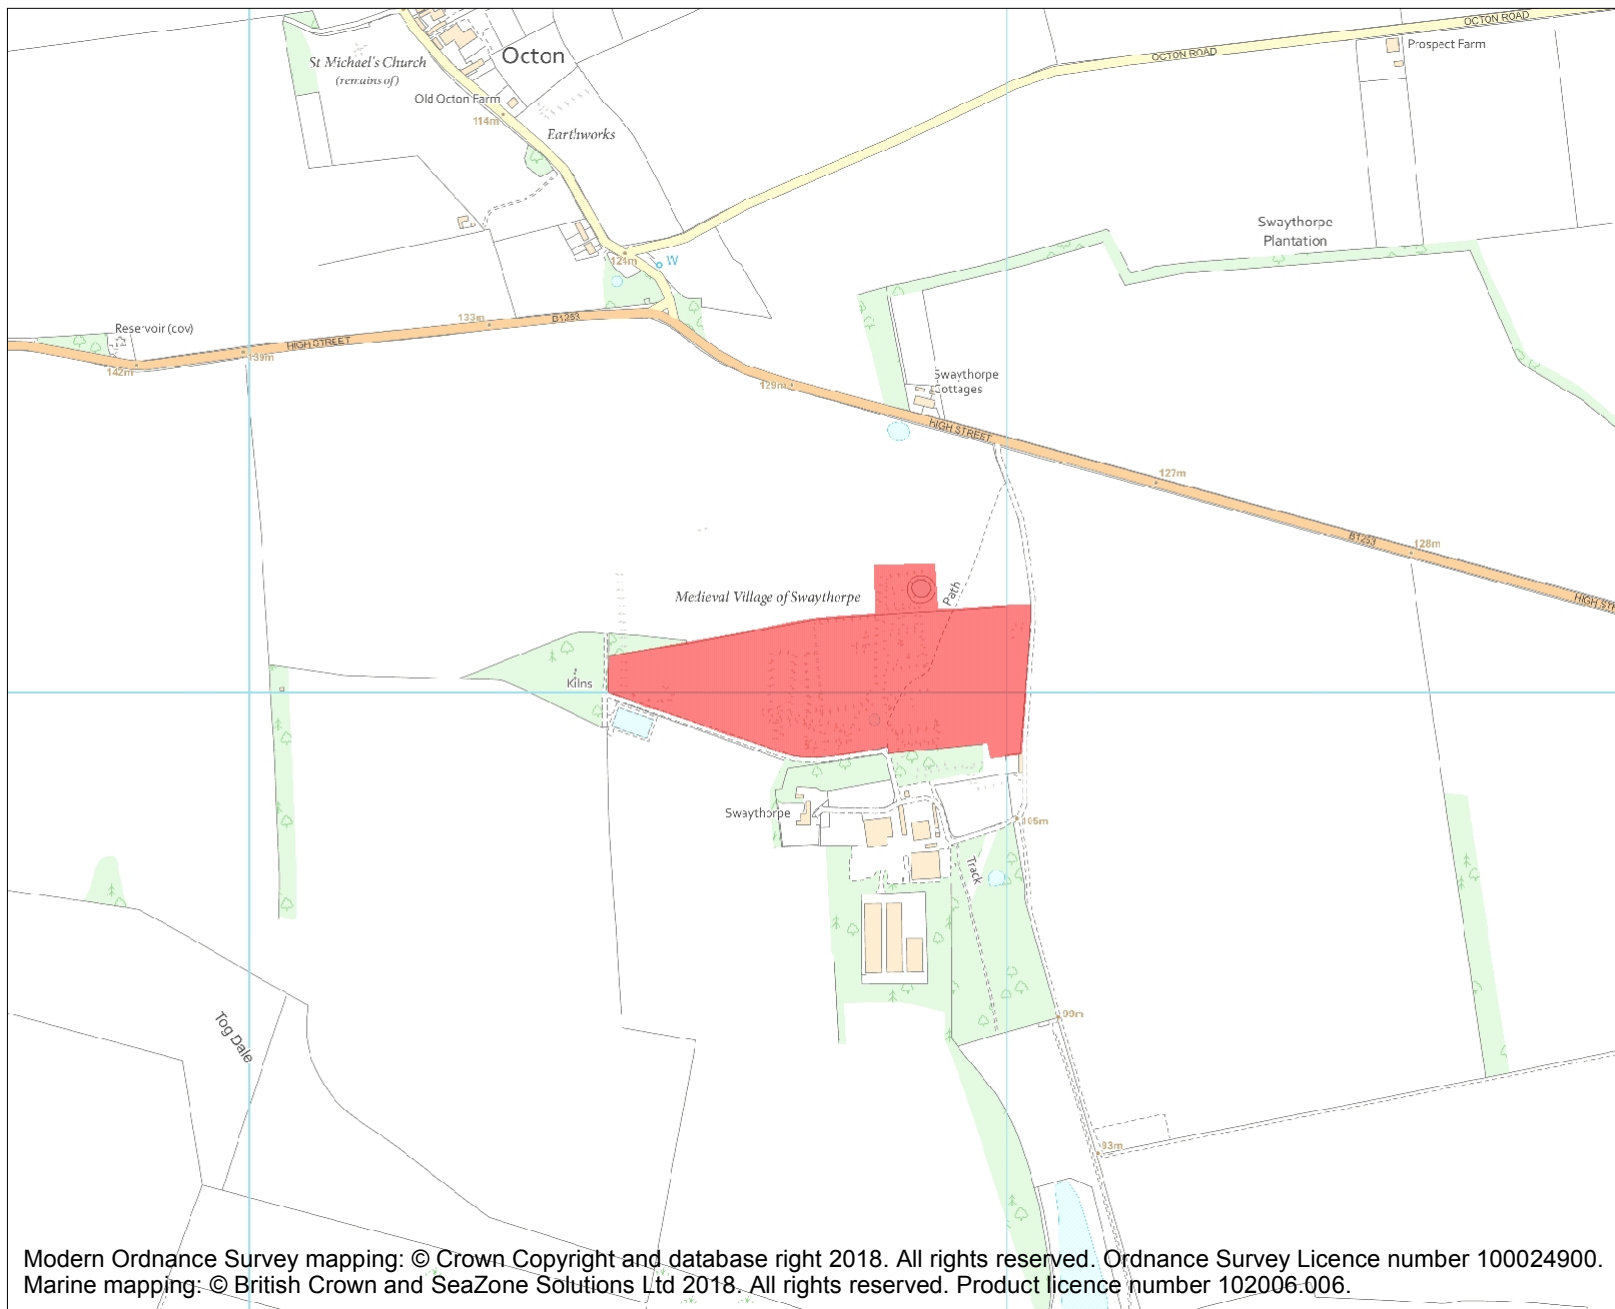 OCTON ROAD
Octon
Prospect Farm
OCTON ROAD
St Michael's Church
(remains of)
Old Octon Farm
114m
Earthworks
Swaythorpe
Plantation
124m
W
Reservoir (cov)
133m
B1253
HIGH STREET
139m
142m
129m
Swaythorpe
Cottages
HIGH STREET
127m
B1253
128m
HIGH STR
Medieval Village of Swaythorpe
Path
Kilns
Swaythorpe
105m
Track
99m
Tog Dale
93m
Modern Ordnance Survey mapping: © Crown Copyright and database right 2018. All rights reserved. Ordnance Survey Licence number 100024900.
Marine mapping: © British Crown and SeaZone Solutions Ltd 2018. All rights reserved. Product licence number 102006.006.